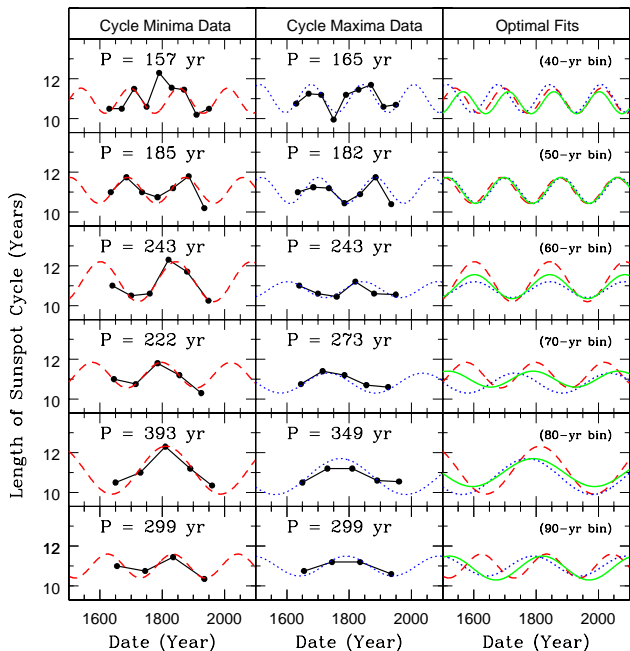 Cycle Minima Data Cycle Maxima Data Optimal Fits
P = 157 yr P = 165 yr (40-yr bin)
12
10
P = 185 yr P = 182 yr (50-yr bin)
12
10
P = 243 yr P = 243 yr (60-yr bin)
12
10
P = 222 yr P = 273 yr (70-yr bin)
12
10
P = 393 yr P = 349 yr (80-yr bin)
12
10
P = 299 yr P = 299 yr (90-yr bin)
12
10
1600 1800 2000 1600 1800 2000 1600 1800 2000
Date (Year) Date (Year) Date (Year)
Length of Sunspot Cycle (Years)